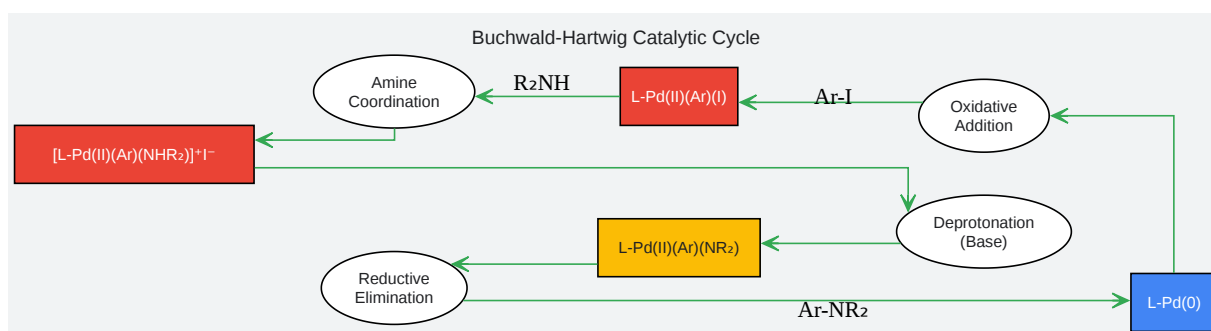 Buchwald-Hartwig Catalytic Cycle
Amine
Coordination
R₂NH
L-Pd(II)(Ar)(I)
Ar-I
Oxidative
Addition
[L-Pd(II)(Ar)(NHR₂)]⁺I⁻
Deprotonation
(Base)
L-Pd(II)(Ar)(NR₂)
Reductive
Elimination
Ar-NR₂
L-Pd(0)